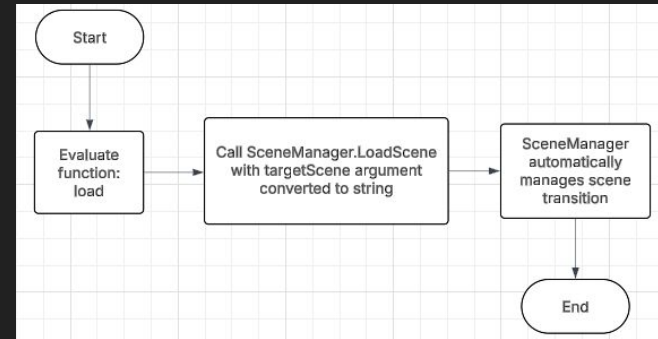 Start
Evaluate
function:
load
Call SceneManager.LoadScene
with targetScene argument
converted to string
SceneManager
automatically
manages scene
transition
End